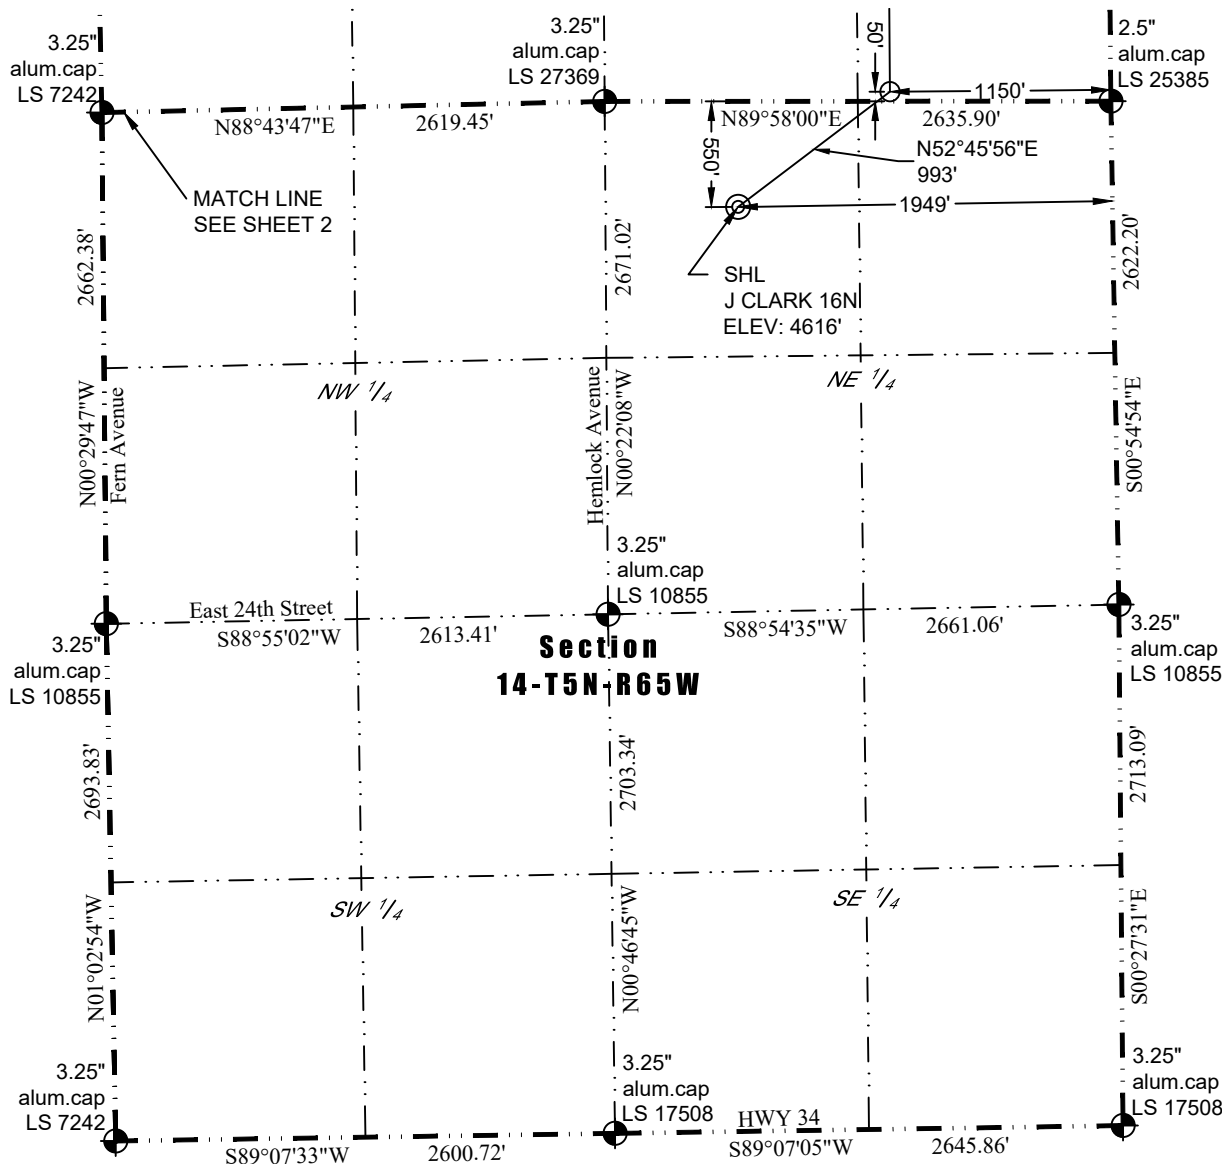 3.25"
alum.cap
LS 7242
3.25"
alum.cap
LS 27369
50'
2.5"
alum.cap
LS 25385
1150'
N88°43'47"E
2619.45'
N89°58'00"E
2635.90'
550'
N52°45'56"E
993'
MATCH LINE
SEE SHEET 2
1949'
2662.38'
2671.02'
2622.20'
SHL
J CLARK 16N
ELEV: 4616'
NW 1/4
NE 1/4
N00°29'47"W
Fern Avenue
Hemlock Avenue
N00°22'08"W
S00°54'54"E
3.25"
alum.cap
LS 10855
East 24th Street
S88°55'02"W
2613.41'
S88°54'35"W
2661.06'
3.25"
alum.cap
LS 10855
Section
14-T5N-R65W
3.25"
alum.cap
LS 10855
2693.83'
2703.34'
2713.09'
SW 1/4
SE 1/4
N01°02'54"W
N00°46'45"W
S00°27'31"E
3.25"
alum.cap
LS 7242
3.25"
alum.cap
LS 17508
3.25"
alum.cap
LS 17508
HWY 34
S89°07'33"W
2600.72'
S89°07'05"W
2645.86'